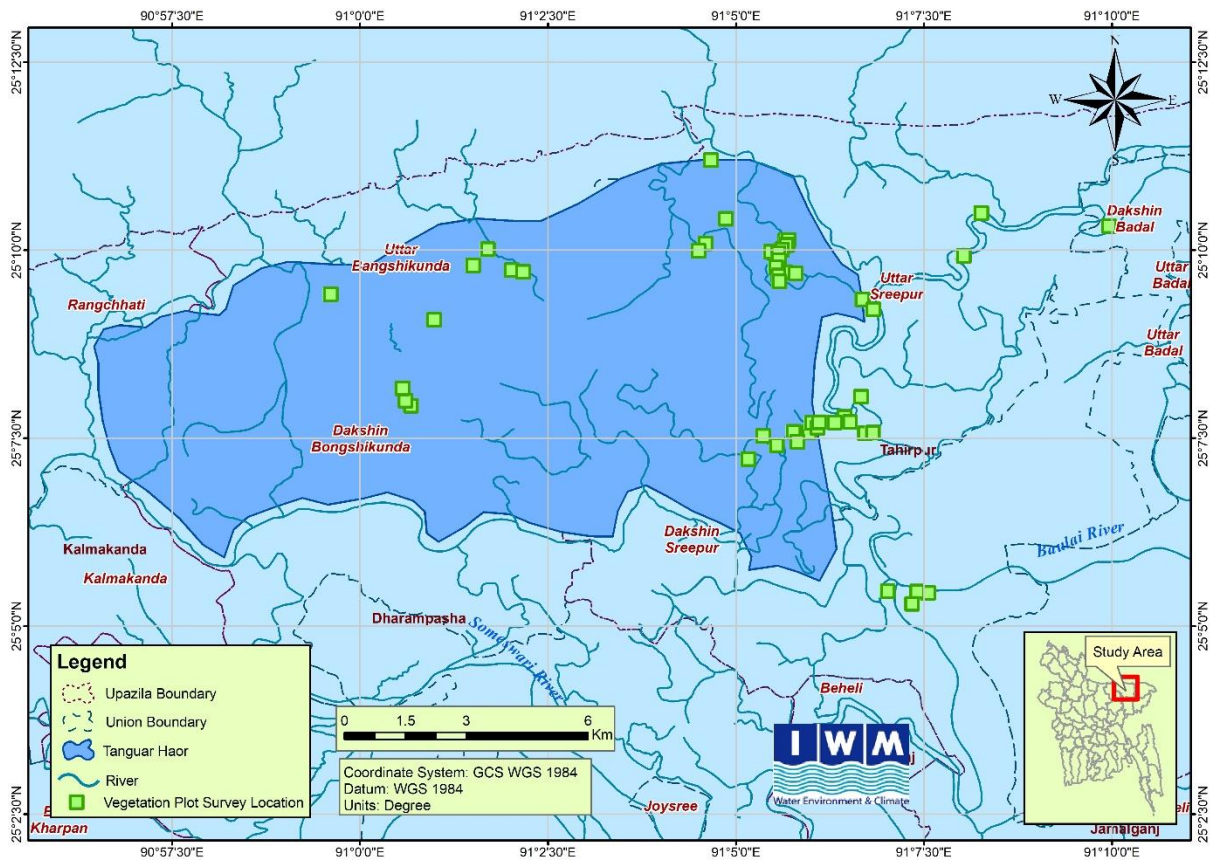 90°57'30"E
91°0'0"E
91°2'30"E
91°5'0"E
91°7'30"E
91°10'0"E
25°12'30"N
25°12'30"N
N
W
E
S
Dakshin
Badal
25°10'0"N
25°10'0"N
Uttar
Bangshikunda
Uttar
Badal
Uttar
Sreepur
Rangchhati
Uttar
Badal
25°7'30"N
25°7'30"N
Dakshin
Bongshikunda
Tahirpur
Dakshin
Sreepur
Baulai River
Kalmakanda
Kalmakanda
25°5'0"N
25°5'0"N
Dharampasha
Someswari River
Study Area
Legend
Upazila Boundary
Union Boundary
Tanguar Haor
River
Vegetation Plot Survey Location
Beheli
0 1.5 3 6
Km
IWM
Water Environment & Climate
Coordinate System: GCS WGS 1984
Datum: WGS 1984
Units: Degree
Joysree
Kharpan
Jamalganj
25°2'30"N
25°2'30"N
90°57'30"E
91°0'0"E
91°2'30"E
91°5'0"E
91°7'30"E
91°10'0"E